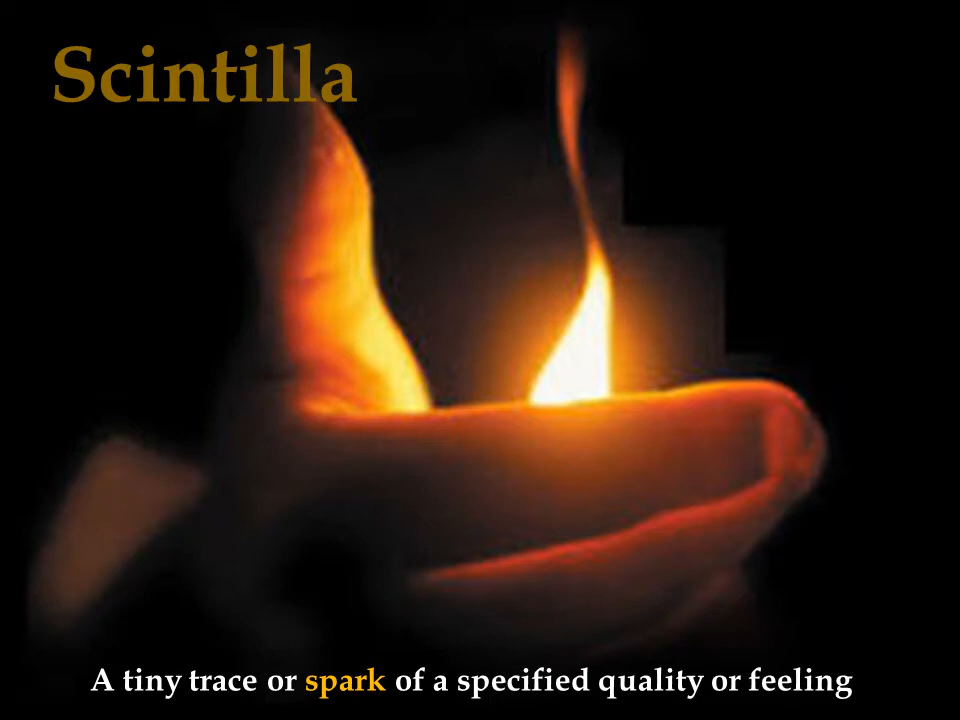 Scintilla
A tiny trace or spark of a specified quality or feeling